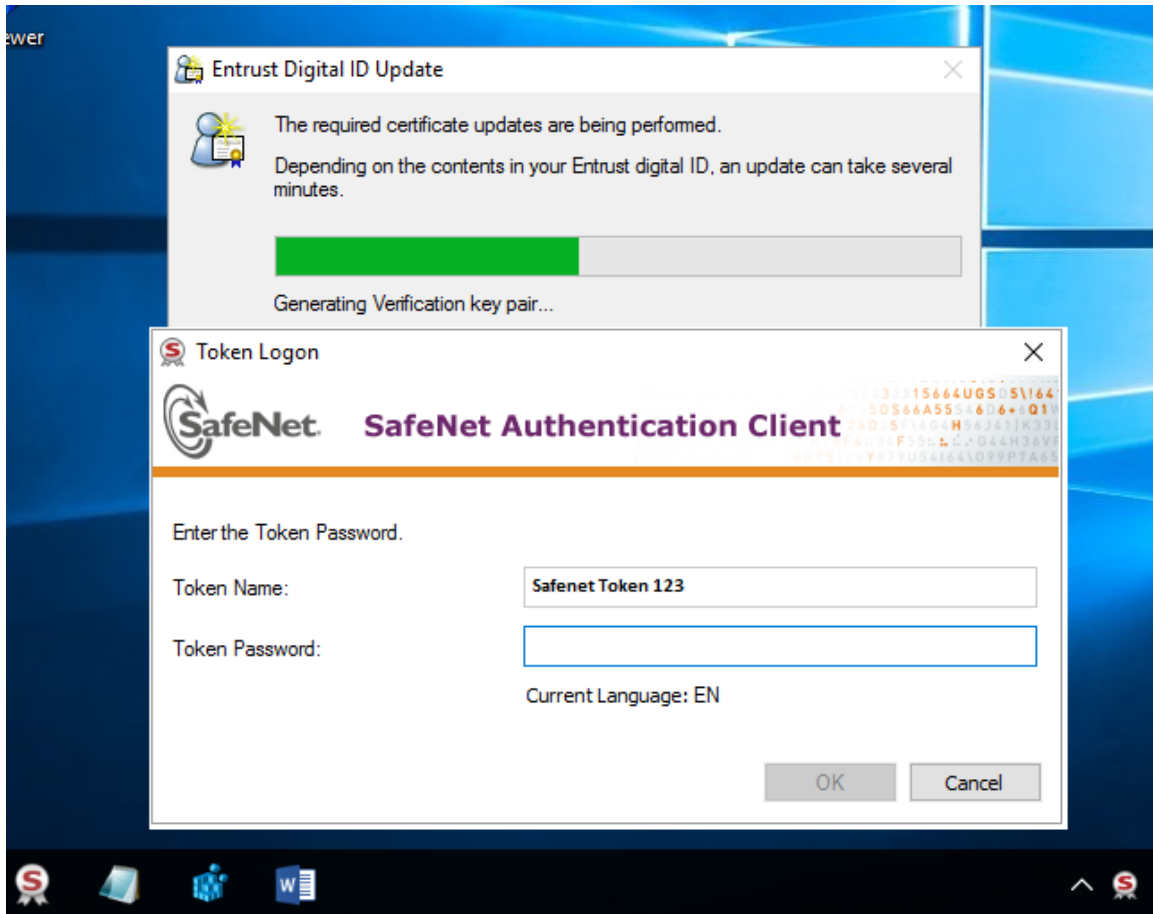 ewer
Entrust Digital ID Update
The required certificate updates are being performed.
Depending on the contents in your Entrust digital ID, an update can take several
minutes.
Generating Verification key pair...
Token Logon
SafeNet.
SafeNet Authentication Client
Enter the Token Password.
Token Name:
Safenet Token 123
Token Password:
Current Language: EN
OK
Cancel